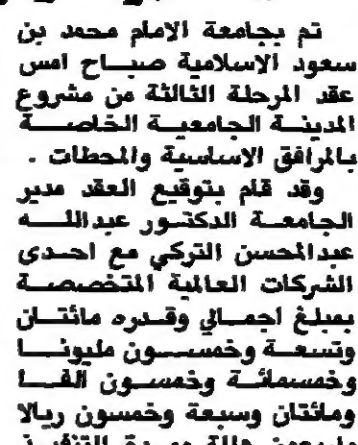 تم بجامعة الامام محمد بن
سعود الإسلامية صباح امس
عقد المرحلة الثالثة من مشروع
المدينة الجامعية الخاصة
بالمرافق الاساسية والمحطات .
وقد قام بتوقيع العقد مدير
الجامعة الدكتور عبدالله
عبدالمحسن التركي مع احدى
الشركات العالمية المتخصصة
بمبلغ اجمالي وقدره مائتان
وتسعة وخمسون مليونا
وخمسمائة وخمسون الفا
ومائتان وسبعة وخمسون ريالا